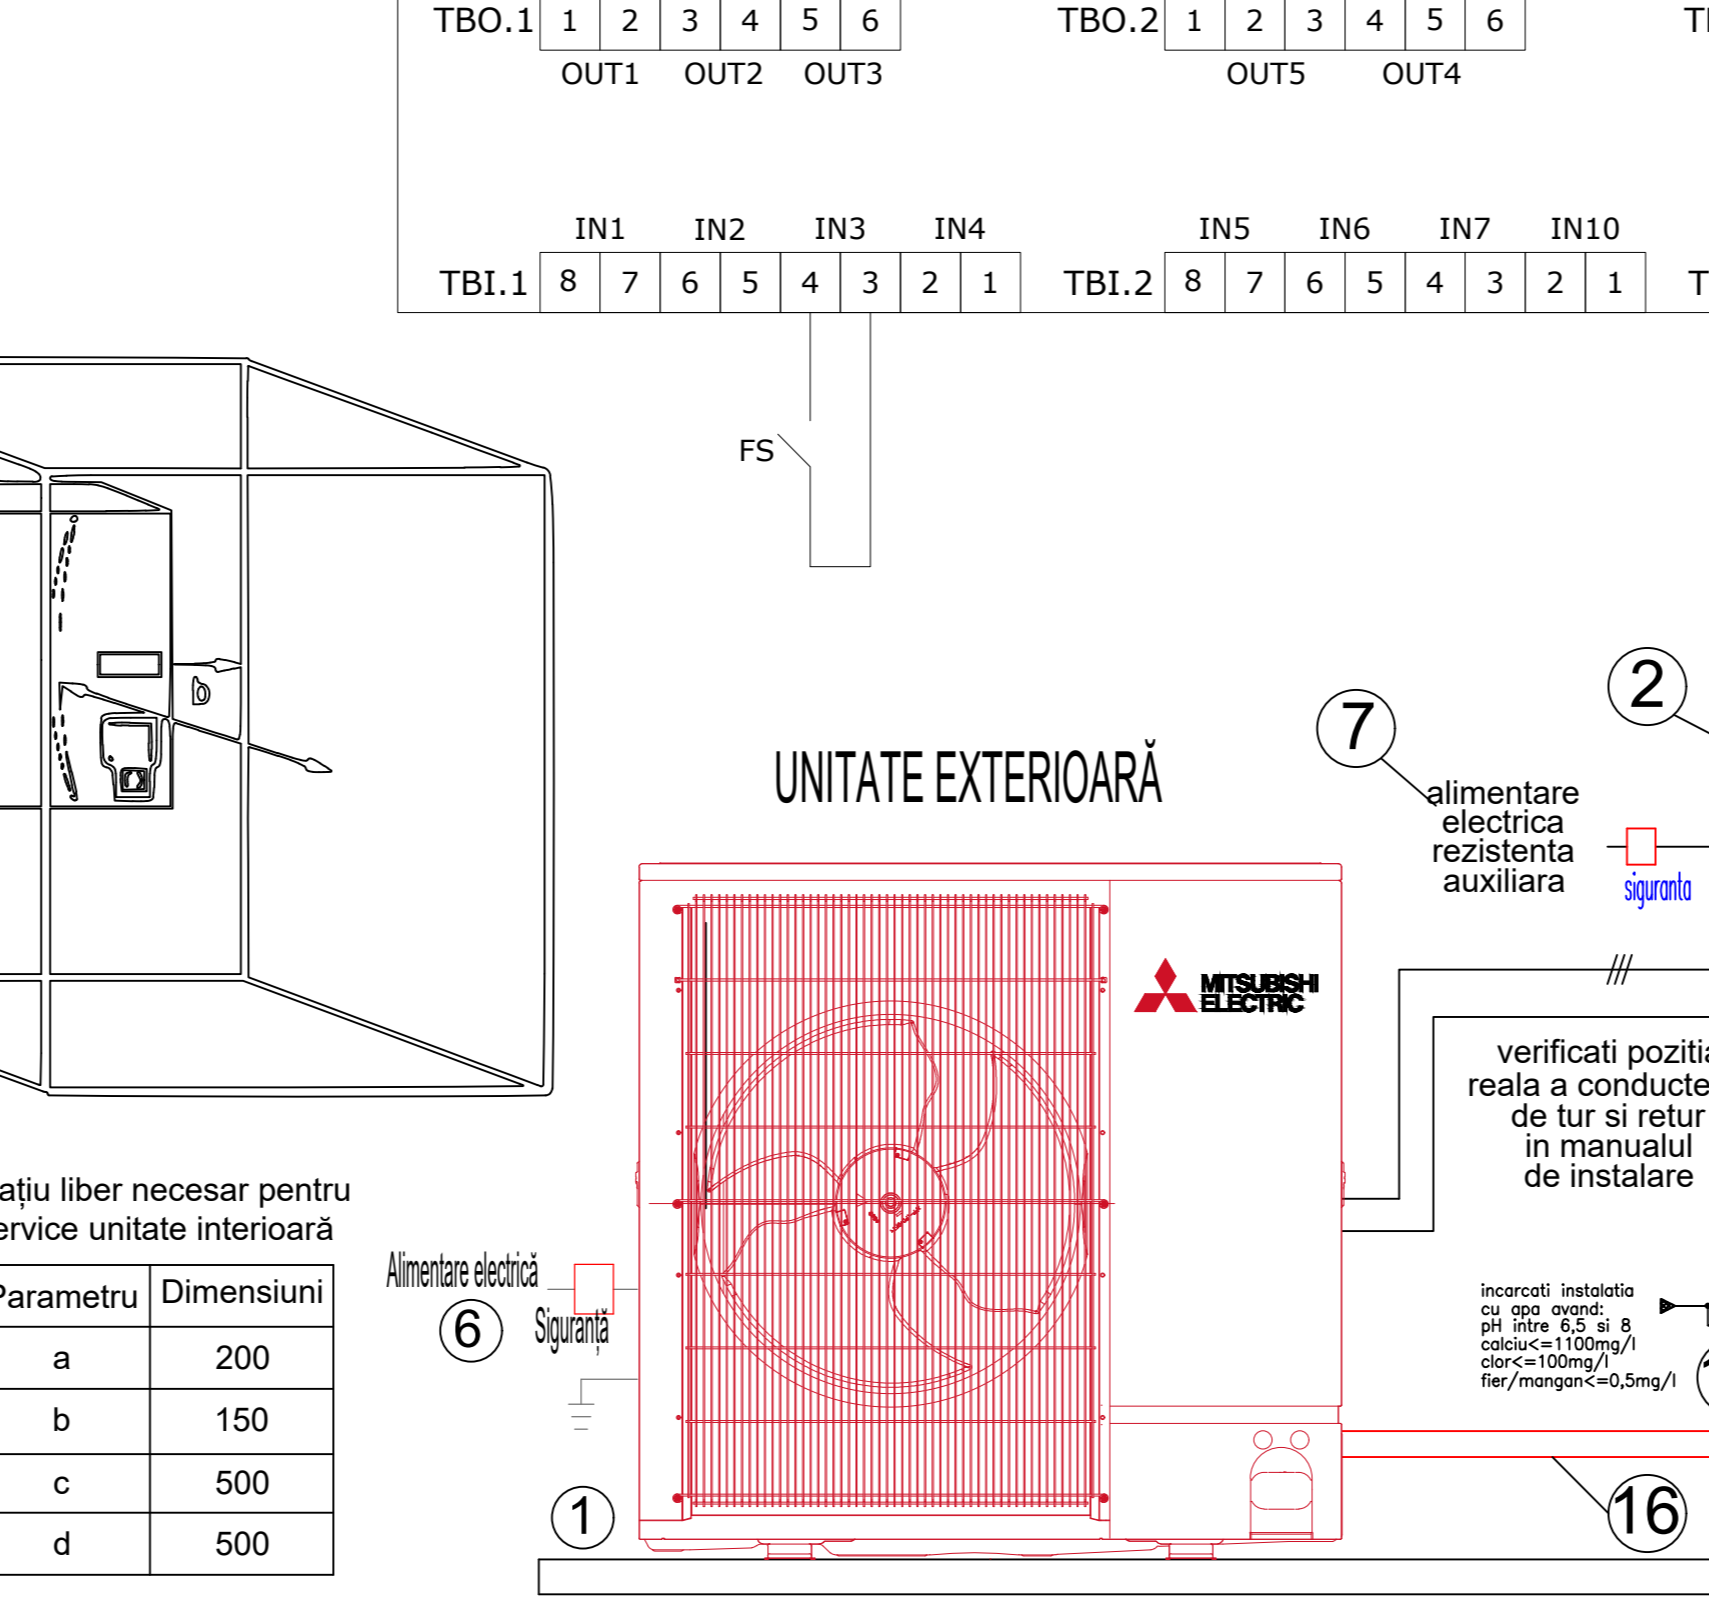 TBO.1 1 2 3 4 5 6
OUT1 OUT2 OUT3
TBO.2 1 2 3 4 5 6
OUT5 OUT4
IN1 IN2 IN3 IN4
TBI.1 8 7 6 5 4 3 2 1
IN5 IN6 IN7 IN10
TBI.2 8 7 6 5 4 3 2 1
FS
b
UNITATE EXTERIOARĂ
7
2
alimentare
electrica
rezistenta
auxiliara
siguranta
MITSUBISHI
ELECTRIC
verificati pozitia
reala a conducte
de tur si retur
in manualul
de instalare
ațiu liber necesar pentru
ervice unitate interioară
Parametru Dimensiuni
a 200
b 150
c 500
d 500
Alimentare electrică
6
Siguranță
1
incarcati instalatia
cu apa avand:
pH intre 6,5 si 8
calciu<=1100mg/l
clor<=100mg/l
fier/mangan<=0,5mg/l
16